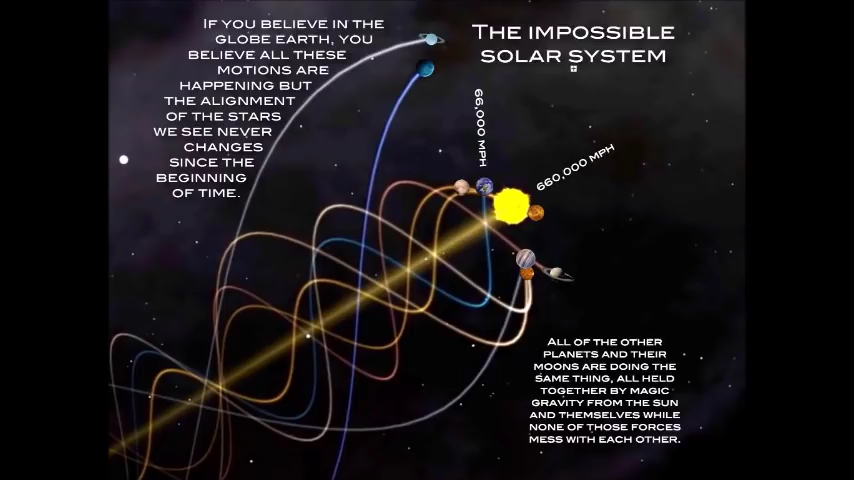 If you believe in the
globe earth, you
believe all these
motions are
happening but
the alignment
of the stars
we see never
changes
since the
beginning
of time.
The impossible
solar system
66,000 MPH
660,000 MPH
All of the other
planets and their
moons are doing the
same thing, all held
together by magic
gravity from the sun
and themselves while
none of those forces
mess with each other.